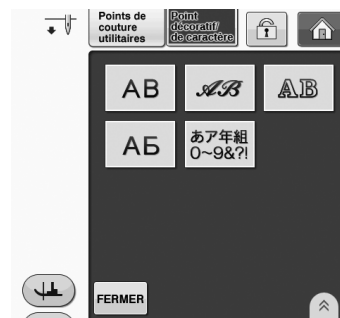 Points de
couture
utilitaires
Point
décoratif/
de caractère
AB
AB
AB
АБ
あア年組
0~9&?!
FERMER